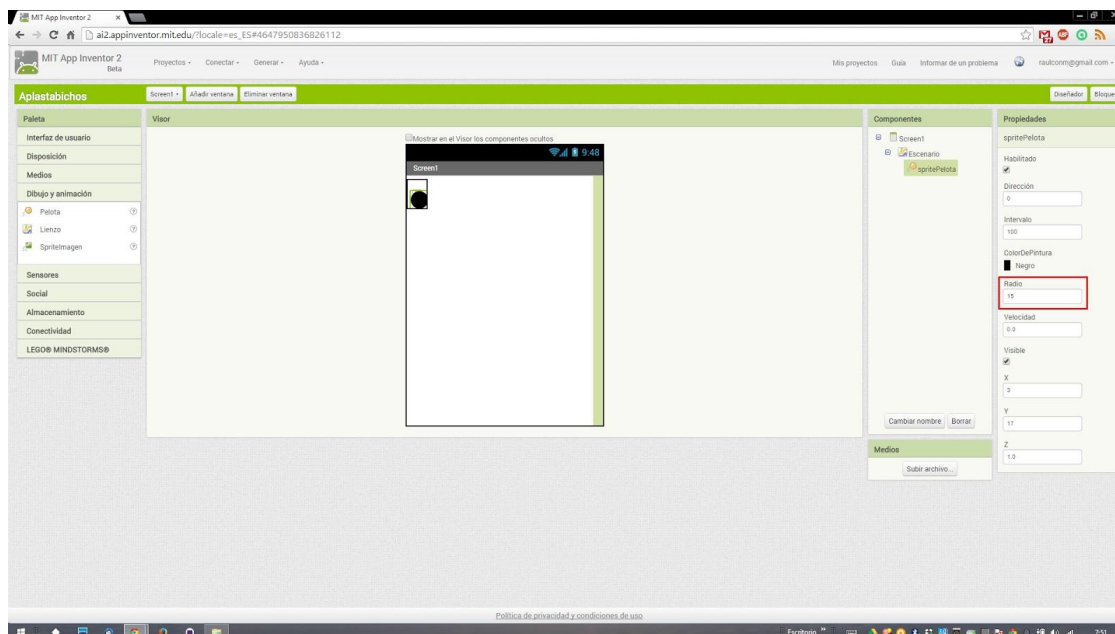 MIT App Inventor 2
ai2.appinventor.mit.edu/?locale=es_ES#4647950836826112
MIT App Inventor 2
Beta
Proyectos
Conectar
Generar
Ayuda
Mis proyectos
Guía
Informar de un problema
raulconm@gmail.com
Aplastabichos
Screen1
Añadir ventana
Eliminar ventana
Diseñador
Bloque
Paleta
Interfaz de usuario
Disposición
Medios
Dibujo y animación
Pelota
Lienzo
SpriteImagen
Sensores
Social
Almacenamiento
Conectividad
LEGO® MINDSTORMS®
Visor
Mostrar en el Visor los componentes ocultos
9:48
Screen1
Componentes
Screen1
Escenario
spritePelota
Cambiar nombre
Borrar
Medios
Subir archivo...
Propiedades
spritePelota
Habilitado
Dirección
0
Intervalo
100
ColorDePintura
Negro
Radio
15
Velocidad
0.0
Visible
X
3
Y
17
Z
1.0
Política de privacidad y condiciones de uso
Escritorio
7:51